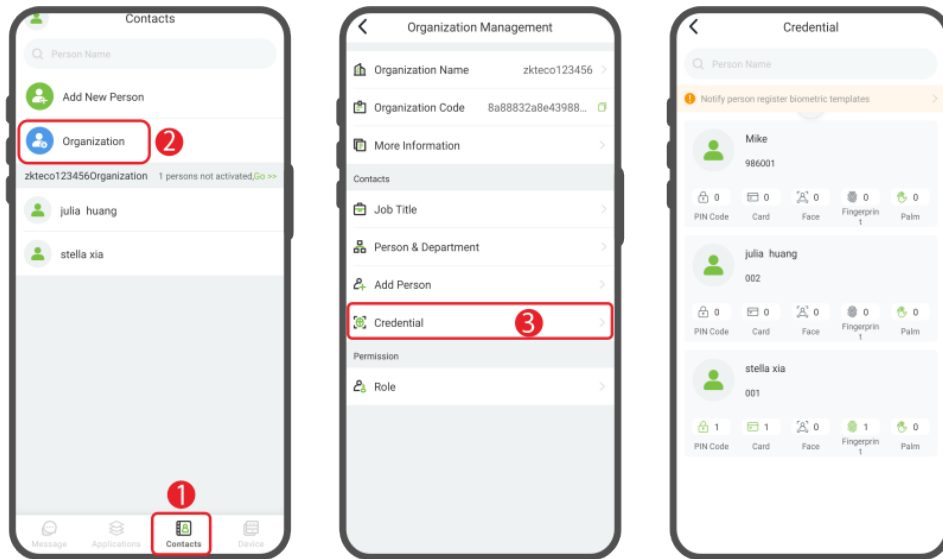 Contacts
Person Name
Add New Person
Organization
2
zkteco123456Organization 1 persons not activated,Go >>
julia huang
stella xia
1
Message Applications Contacts Device
Organization Management
Organization Name zkteco123456
Organization Code 8a88832a8e43988...
More Information
Contacts
Job Title
Person & Department
Add Person
Credential 3
Permission
Role
Credential
Person Name
Notify person register biometric templates
Mike
986001
0 0 0 0 0
PIN Code Card Face Fingerprin Palm
t
julia huang
002
0 0 0 0 0
PIN Code Card Face Fingerprin Palm
t
stella xia
001
1 1 0 1 0
PIN Code Card Face Fingerprin Palm
t